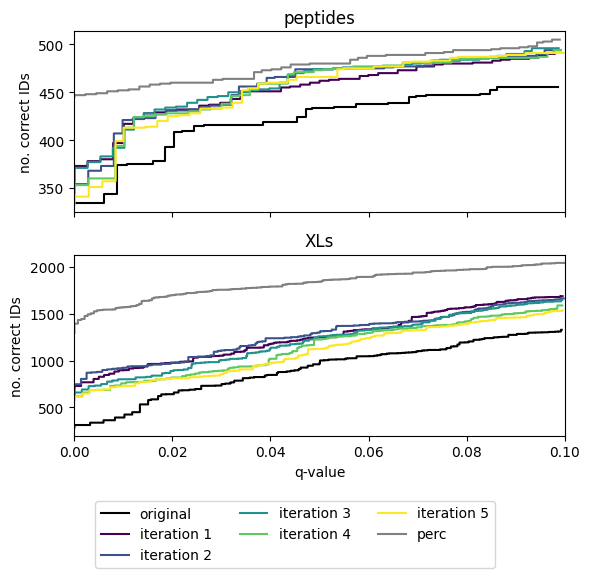 peptides
500
450
400
350
no. correct IDs
XLs
2000
1500
1000
500
no. correct IDs
0.00 0.02 0.04 0.06 0.08 0.10
q-value
original iteration 3 iteration 5
iteration 1 iteration 4 perc
iteration 2